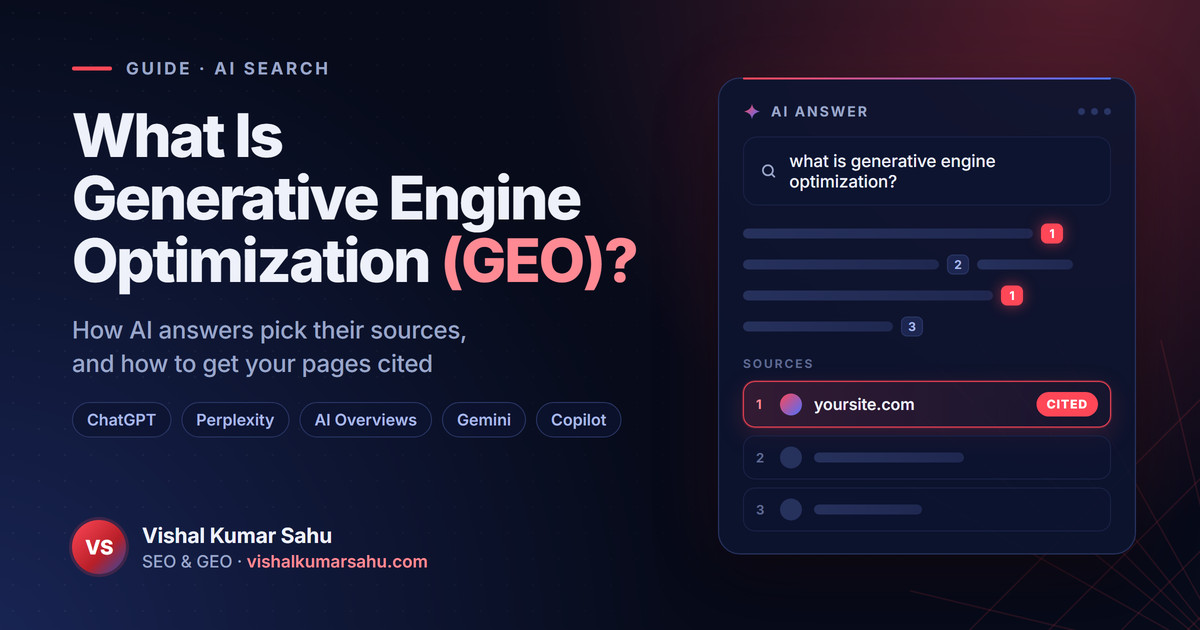 GUIDE · AI SEARCH
What Is
Generative Engine
Optimization (GEO)?
How AI answers pick their sources,
and how to get your pages cited
ChatGPT
Perplexity
AI Overviews
Gemini
Copilot
VS
Vishal Kumar Sahu
SEO & GEO · vishalkumarsahu.com
AI ANSWER
what is generative engine
optimization?
1
2
1
3
SOURCES
1 yoursite.com CITED
2
3